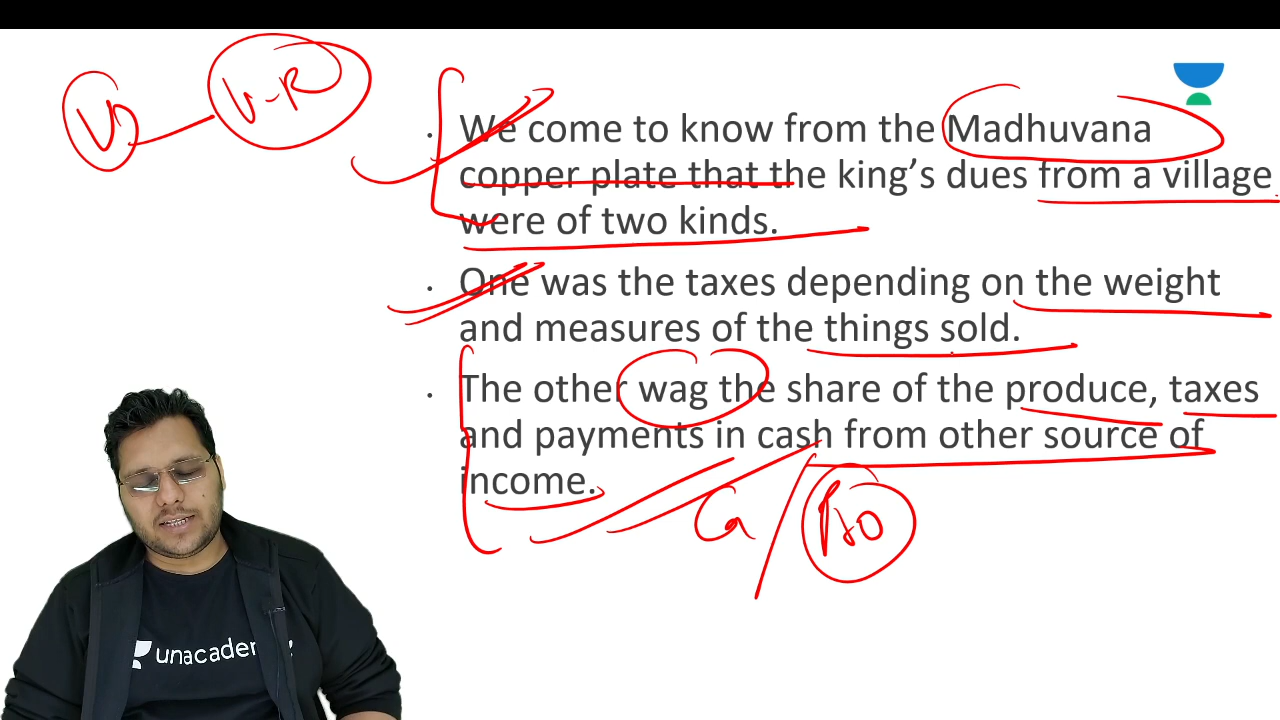 We come to know from the Madhuvana
copper plate that the king’s dues from a village
were of two kinds.
One was the taxes depending on the weight
and measures of the things sold.
The other wag the share of the produce, taxes
and payments in cash from other source of
income.
unacademy